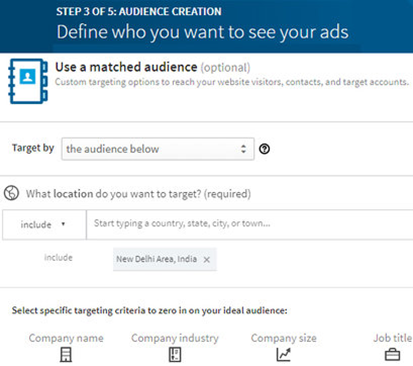 STEP 3 OF 5: AUDIENCE CREATION
Define who you want to see your ads
Use a matched audience (optional)
Custom targeting options to reach your website visitors, contacts, and target accounts.
Target by the audience below
What location do you want to target? (required)
include Start typing a country, state, city, or town...
include New Delhi Area, India ×
Select specific targeting criteria to zero in on your ideal audience:
Company name Company industry Company size Job title